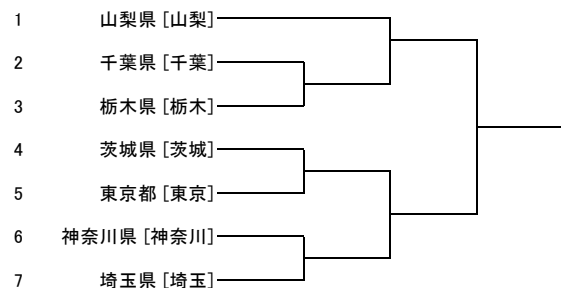 1 山梨県 [山梨]
2 千葉県 [千葉]
3 栃木県 [栃木]
4 茨城県 [茨城]
5 東京都 [東京]
6 神奈川県 [神奈川]
7 埼玉県 [埼玉]